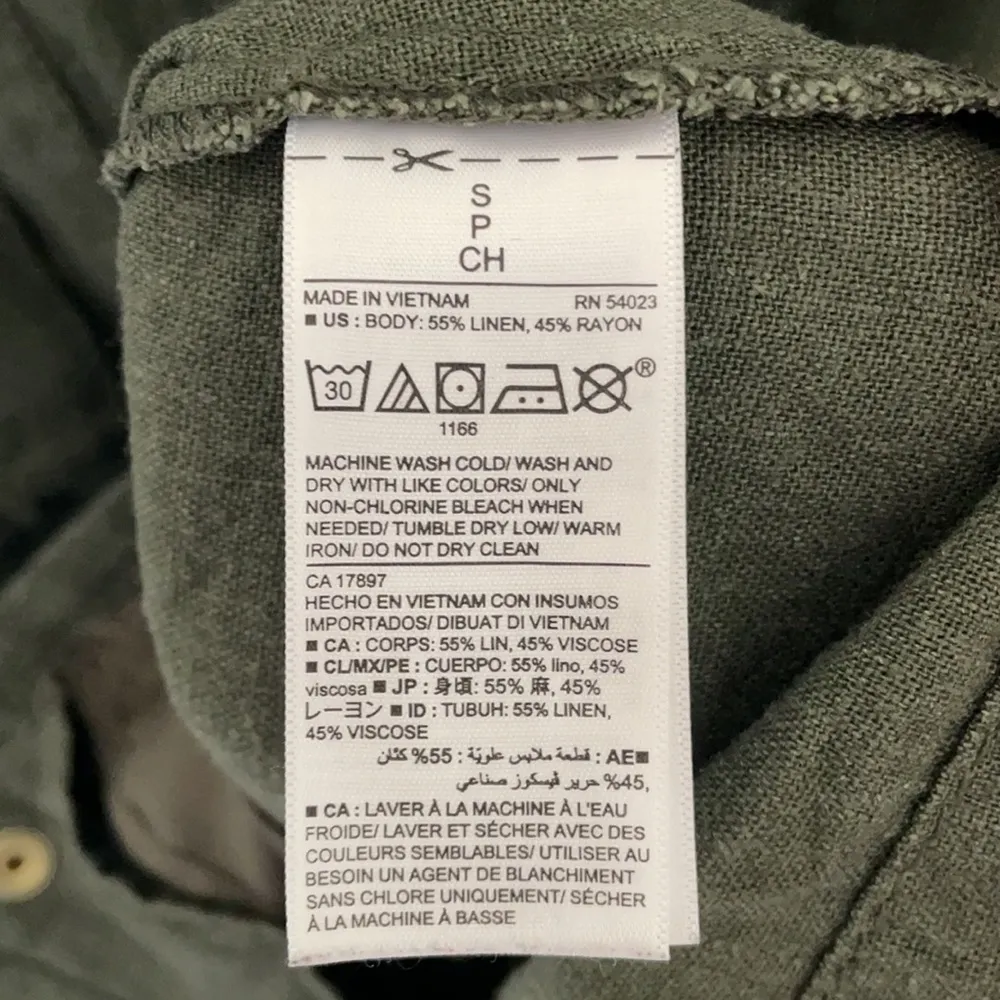 S
P
CH
MADE IN VIETNAM RN 54023
■ US : BODY: 55% LINEN, 45% RAYON
30 ®
1166
MACHINE WASH COLD/ WASH AND
DRY WITH LIKE COLORS/ ONLY
NON-CHLORINE BLEACH WHEN
NEEDED/ TUMBLE DRY LOW/ WARM
IRON/ DO NOT DRY CLEAN
CA 17897
HECHO EN VIETNAM CON INSUMOS
IMPORTADOS/ DIBUAT DI VIETNAM
■ CA : CORPS: 55% LIN, 45% VISCOSE
■ CL/MX/PE : CUERPO: 55% lino, 45%
viscosa ■ JP : 身頃: 55% 麻, 45%
レーヨン ■ ID : TUBUH: 55% LINEN,
45% VISCOSE
■AE : قطعة ملابس علويّة : 55% كتّان
,45% حرير ڤيسكوز صناعي
■ CA : LAVER À LA MACHINE À L'EAU
FROIDE/ LAVER ET SÉCHER AVEC DES
COULEURS SEMBLABLES/ UTILISER AU
BESOIN UN AGENT DE BLANCHIMENT
SANS CHLORE UNIQUEMENT/ SÉCHER
À LA MACHINE À BASSE